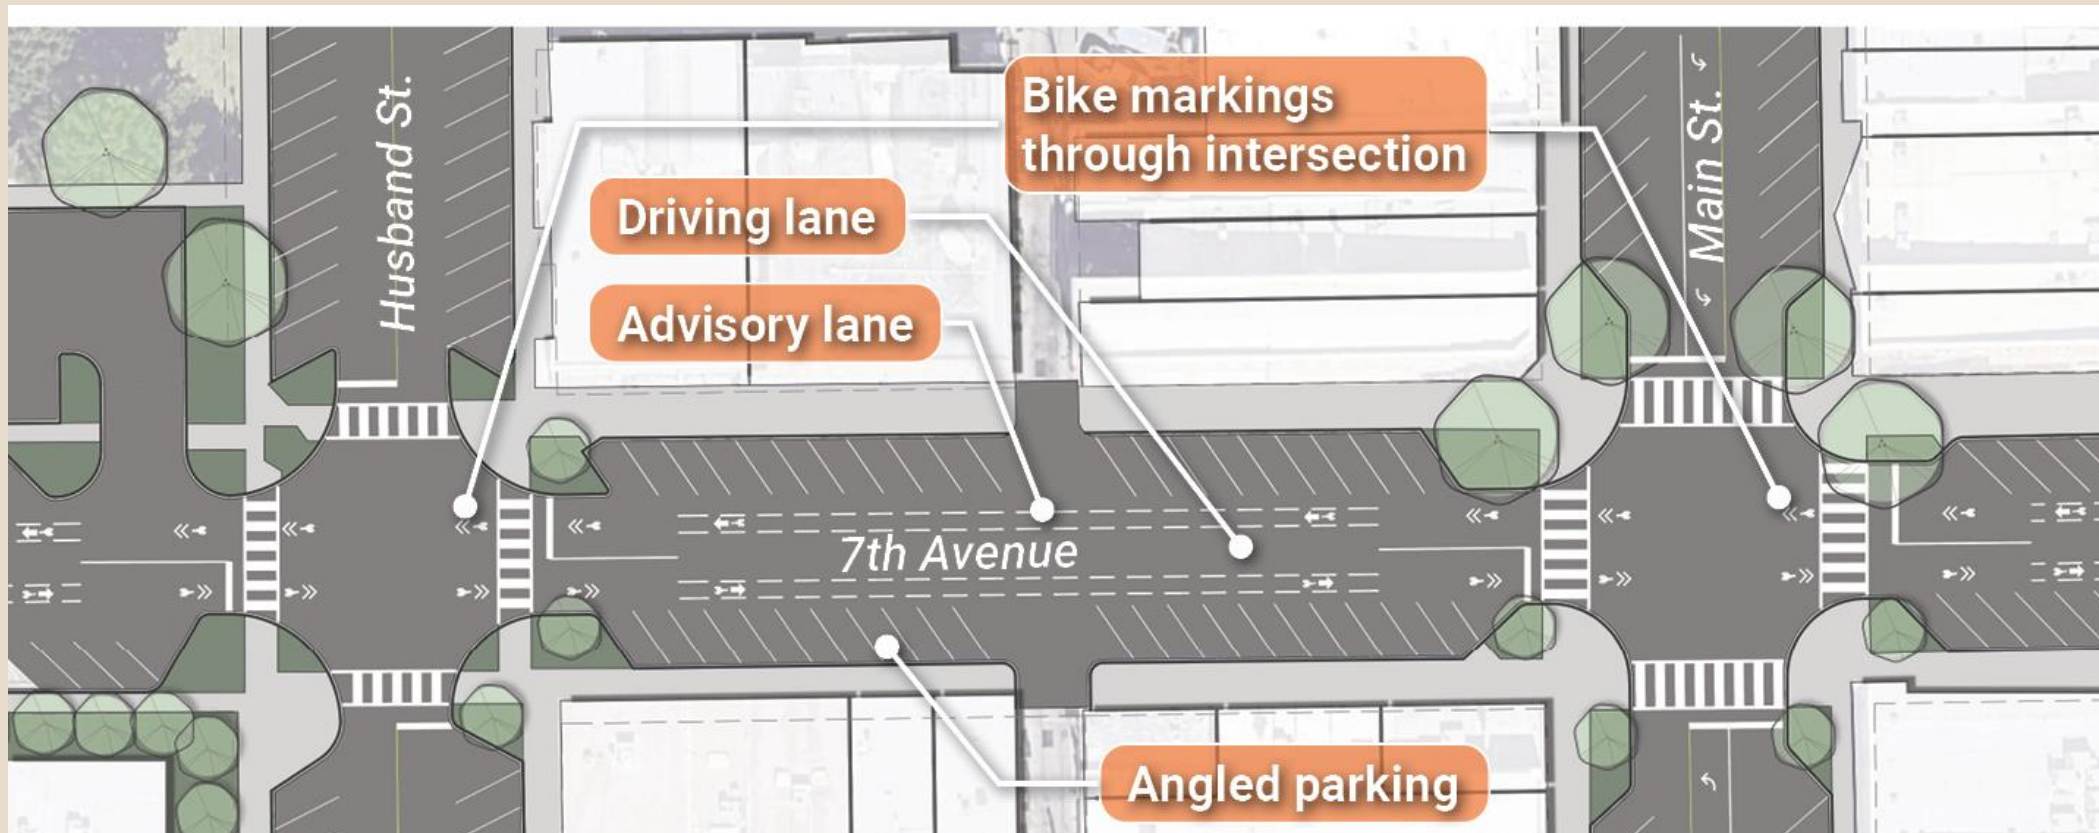 Husband St.
Bike markings
through intersection
Main St.
Driving lane
Advisory lane
7th Avenue
Angled parking